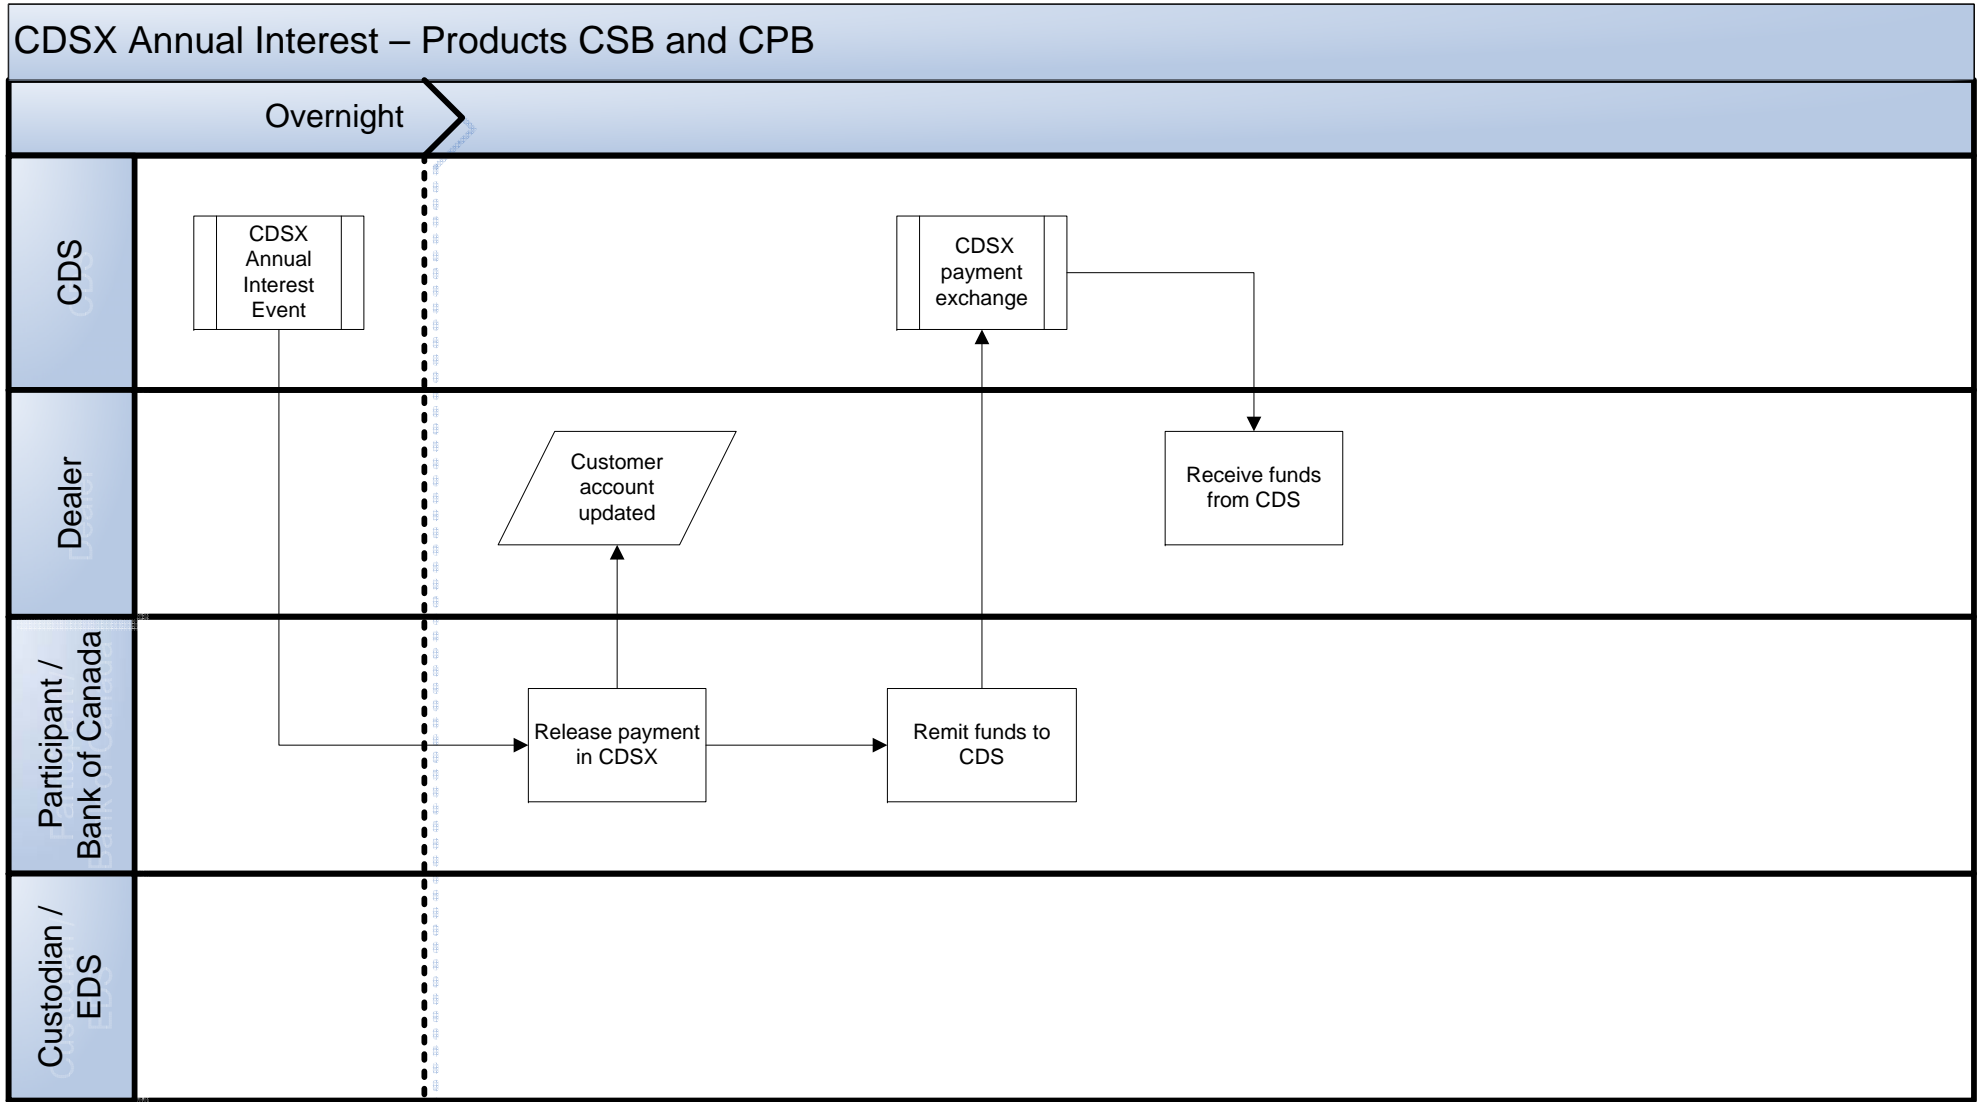 CDSX Annual Interest – Products CSB and CPB
Overnight
CDS
CDSX
Annual
Interest
Event
CDSX
payment
exchange
Dealer
Customer
account
updated
Receive funds
from CDS
Participant /
Bank of Canada
Release payment
in CDSX
Remit funds to
CDS
Custodian /
EDS